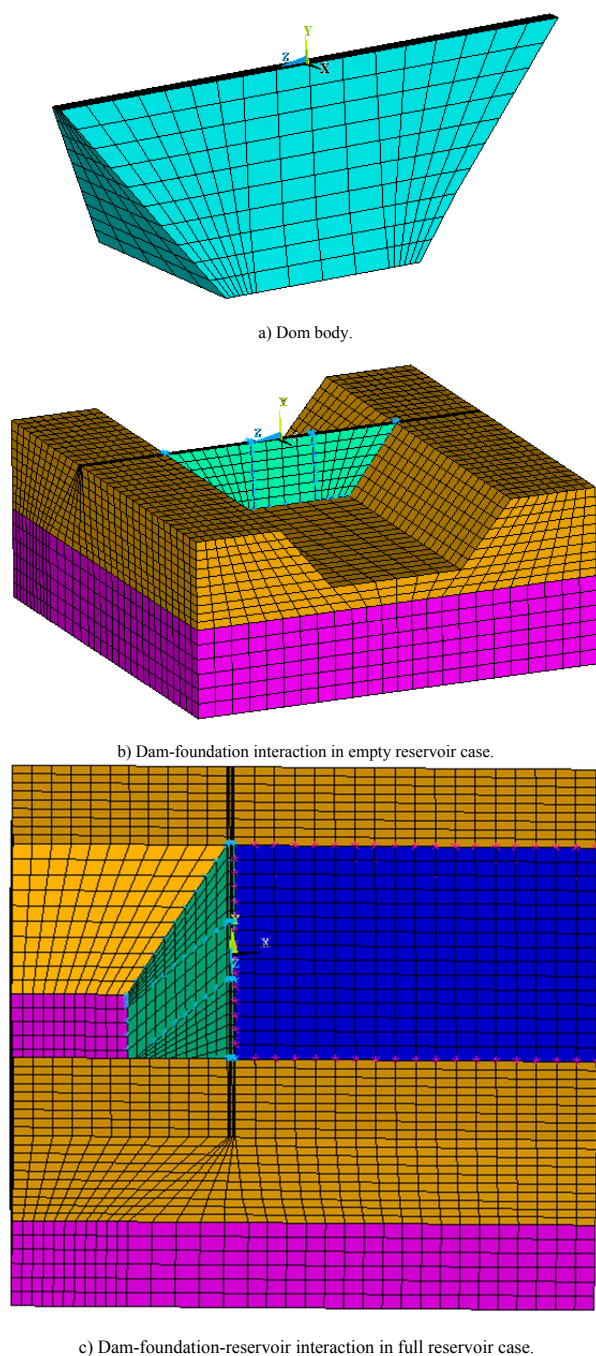 Y
Z
X
a) Dom body.
Y
Z
b) Dam-foundation interaction in empty reservoir case.
Y
X
Z
c) Dam-foundation-reservoir interaction in full reservoir case.